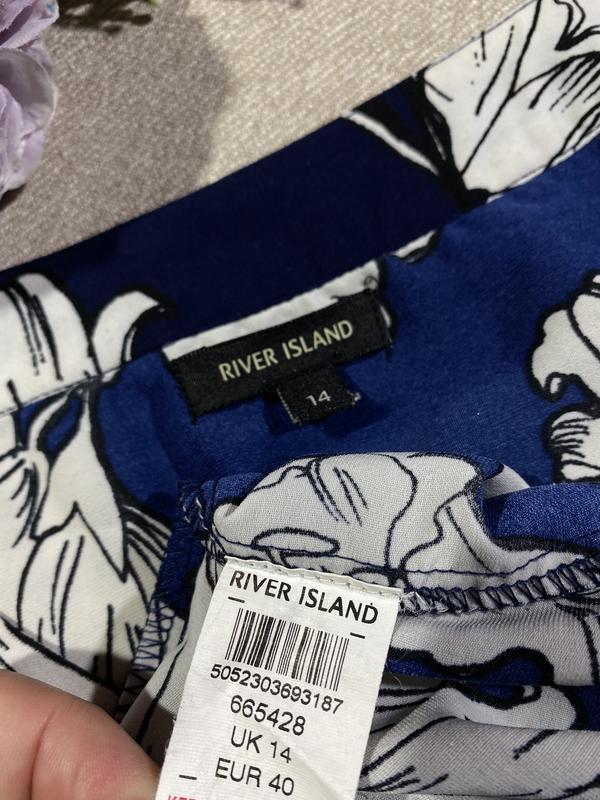 RIVER ISLAND
14
RIVER ISLAND
5052303693187
665428
UK 14
EUR 40